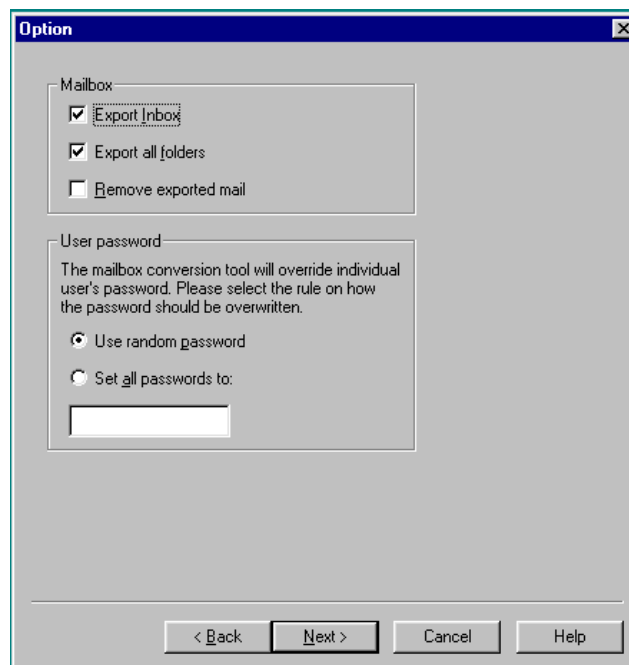 Option
Mailbox
Export Inbox
Export all folders
Remove exported mail
User password
The mailbox conversion tool will override individual
user's password. Please select the rule on how
the password should be overwritten.
Use random password
Set all passwords to:
< Back Next > Cancel Help